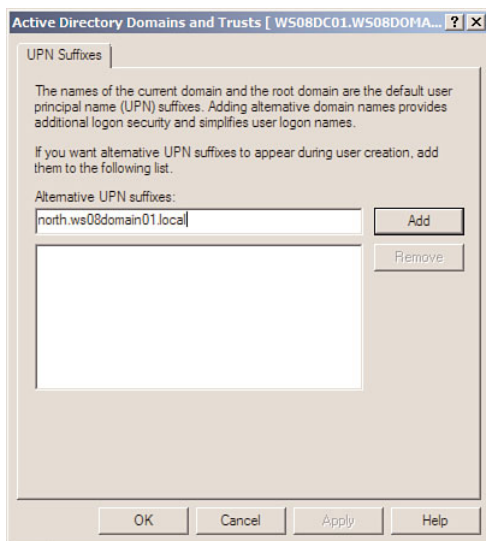 Active Directory Domains and Trusts [ WS08DC01.WS08DOMA... ? X
UPN Suffixes
The names of the current domain and the root domain are the default user
principal name (UPN) suffixes. Adding alternative domain names provides
additional logon security and simplifies user logon names.
If you want alternative UPN suffixes to appear during user creation, add
them to the following list.
Alternative UPN suffixes:
north.ws08domain01.local
Add
Remove
OK Cancel Apply Help